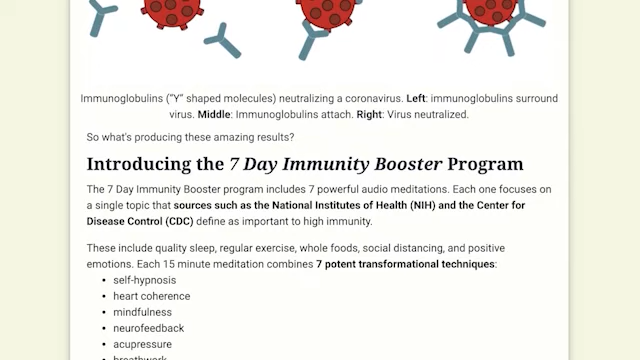 Immunoglobulins (“Y” shaped molecules) neutralizing a coronavirus. Left: immunoglobulins surround
virus. Middle: Immunoglobulins attach. Right: Virus neutralized.
So what's producing these amazing results?
Introducing the 7 Day Immunity Booster Program
The 7 Day Immunity Booster program includes 7 powerful audio meditations. Each one focuses on
a single topic that sources such as the National Institutes of Health (NIH) and the Center for
Disease Control (CDC) define as important to high immunity.
These include quality sleep, regular exercise, whole foods, social distancing, and positive
emotions. Each 15 minute meditation combines 7 potent transformational techniques:
• self-hypnosis
• heart coherence
• mindfulness
• neurofeedback
• acupressure
• breathwork